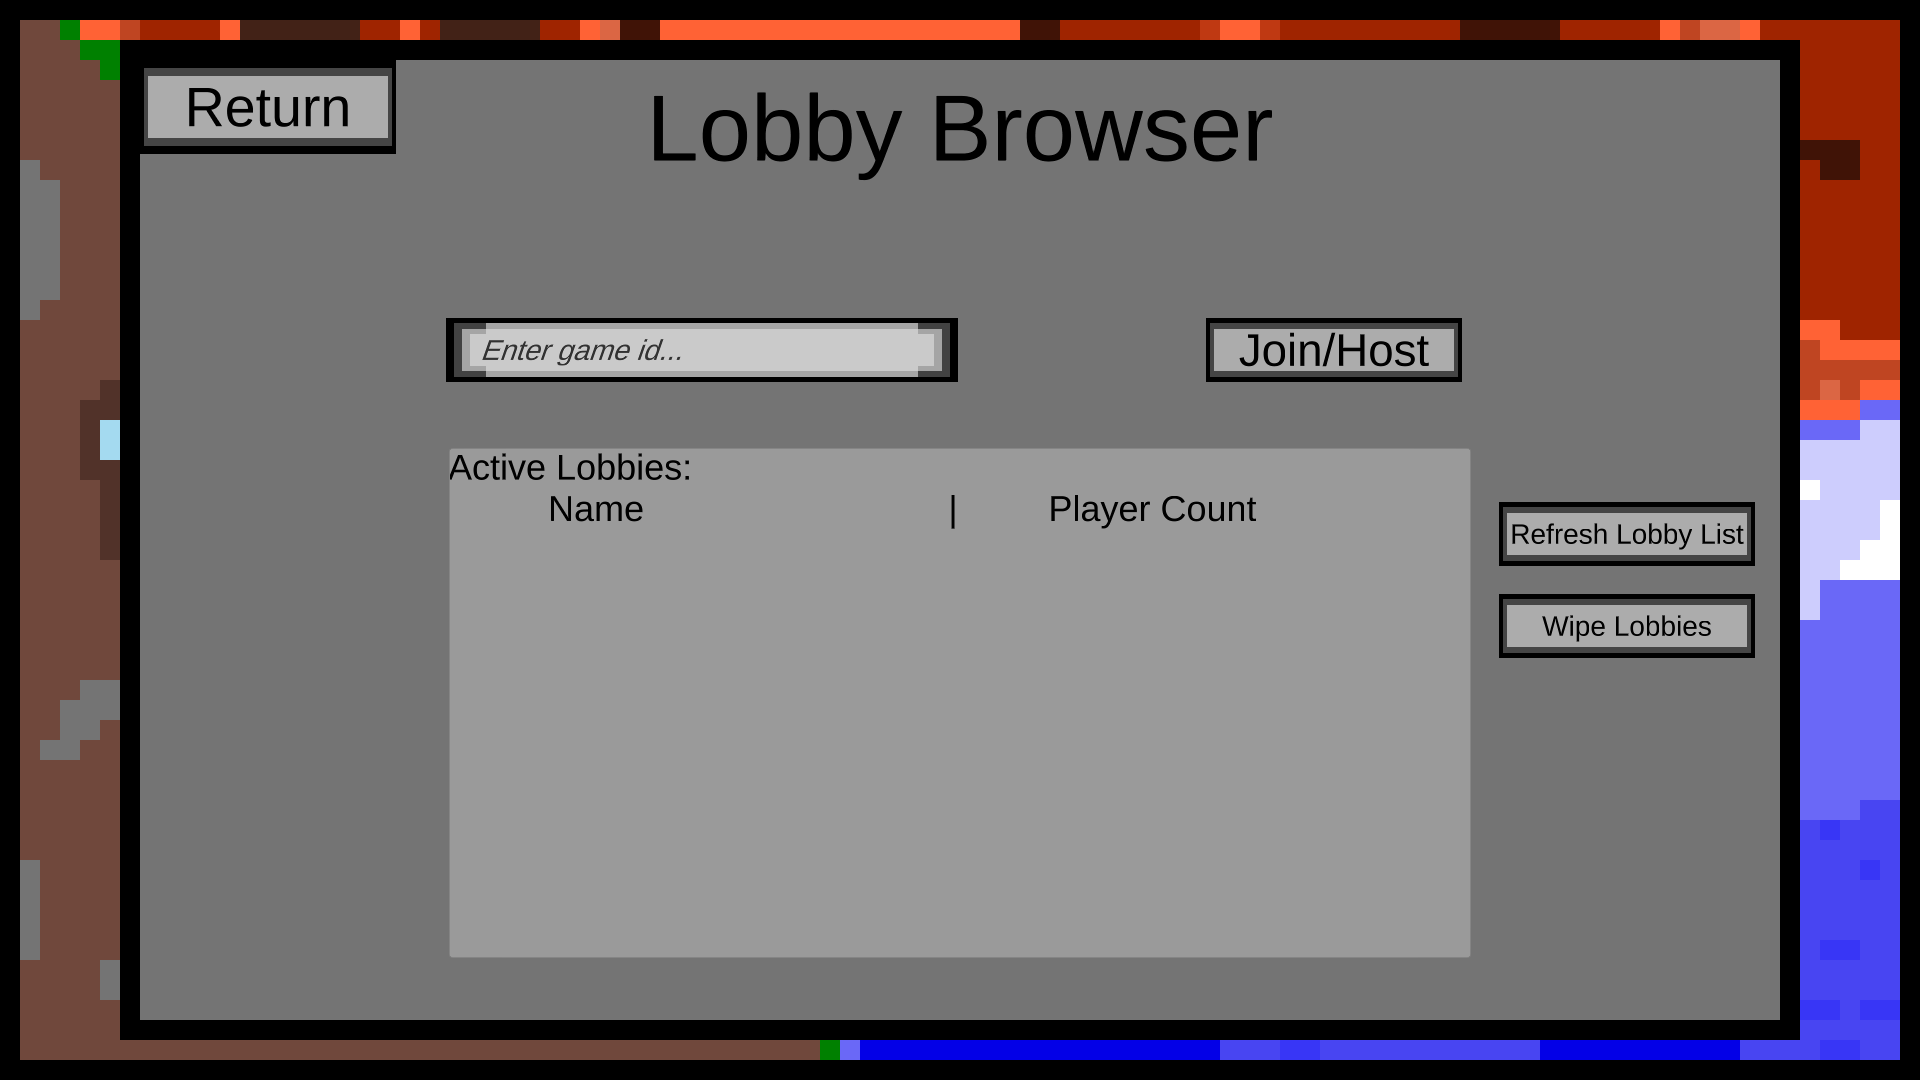 Return
Lobby Browser
Enter game id...
Join/Host
Active Lobbies:
Name | Player Count
Refresh Lobby List
Wipe Lobbies